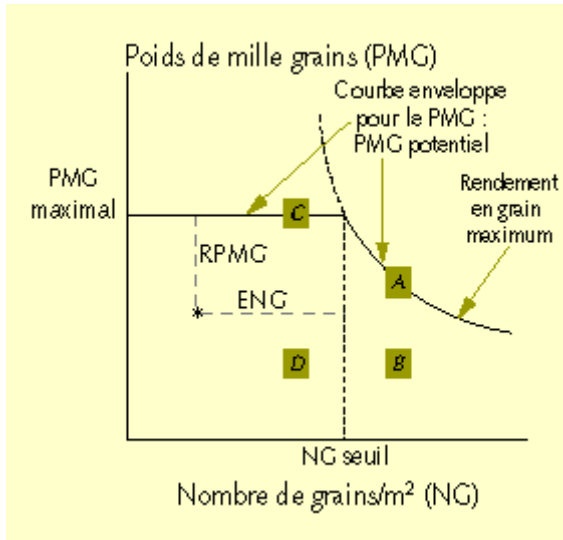 Poids de mille grains (PMG)
Courbe enveloppe
pour le PMG :
PMG potentiel
PMG
maximal
Rendement
en grain
maximum
C
RPMG
A
ENG
*
D
B
NG seuil
Nombre de grains/m² (NG)